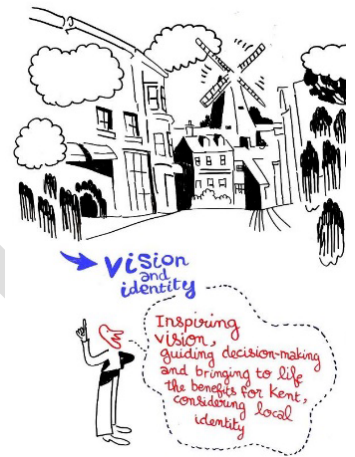 Vision
and
identity
Inspiring
vision,
guiding decision-making
and bringing to life
the benefits for Kent,
considering local
identity